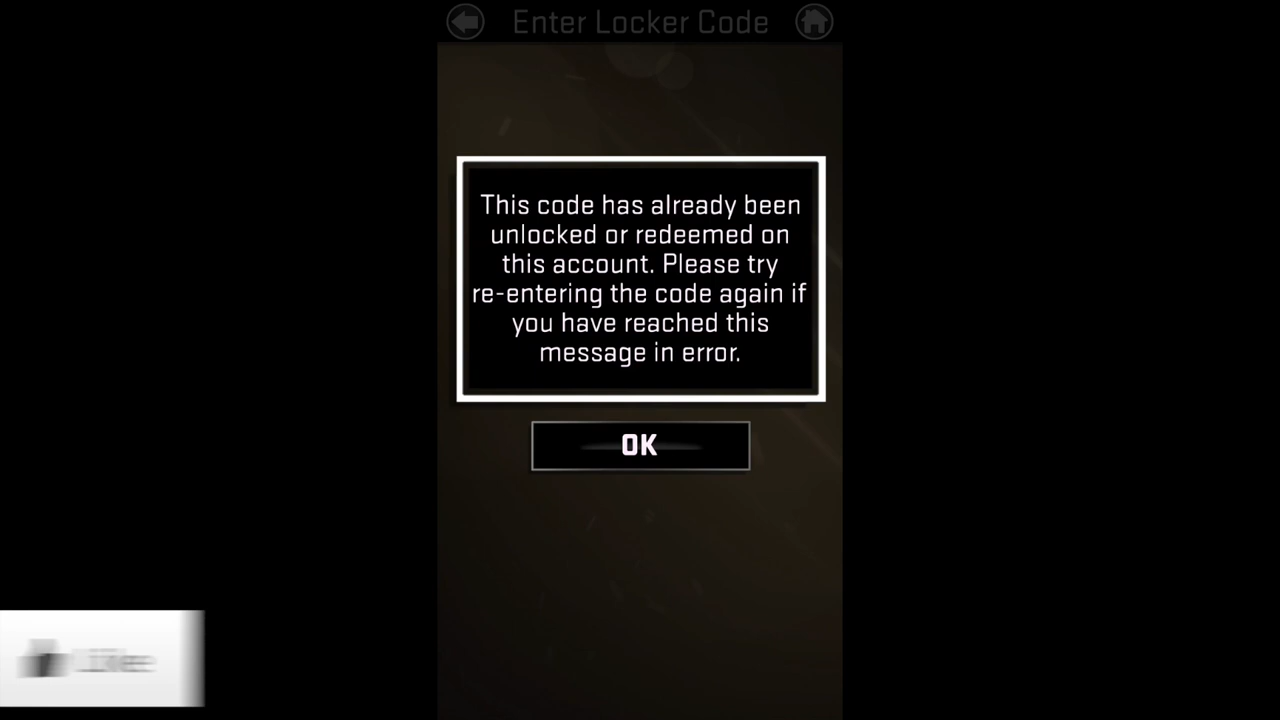 Enter Locker Code
This code has already been
unlocked or redeemed on
this account. Please try
re-entering the code again if
you have reached this
message in error.
OK